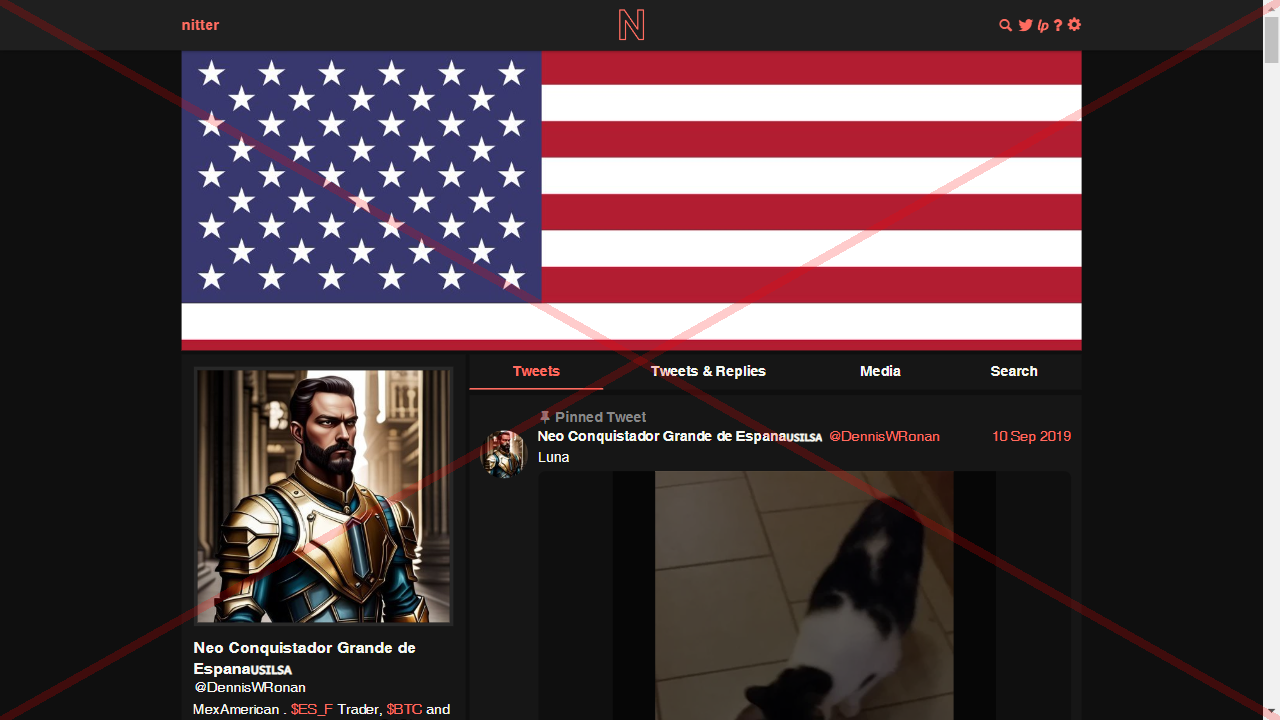 nitter
N
lp ?
Tweets
Tweets & Replies
Media
Search
Pinned Tweet
Neo Conquistador Grande de EspanaUSILSA @DennisWRonan 10 Sep 2019
Luna
Neo Conquistador Grande de
EspanaUSILSA
@DennisWRonan
MexAmerican . $ES_F Trader, $BTC and